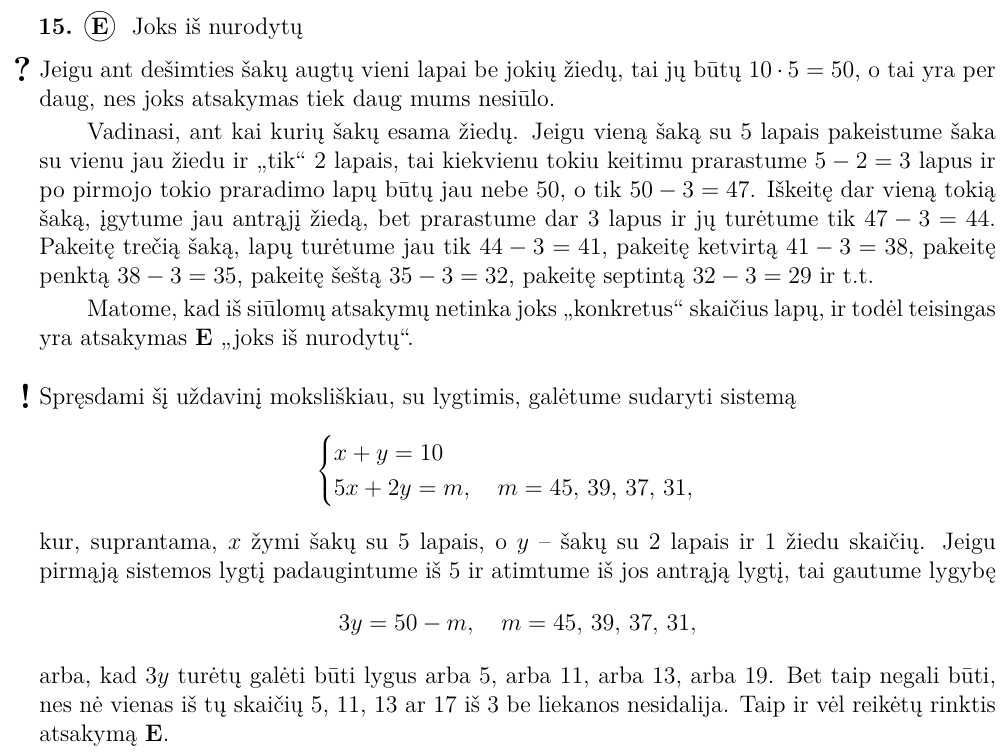 15. Ⓔ Joks iš nurodytų
? Jeigu ant dešimties šakų augtų vieni lapai be jokių žiedų, tai jų būtų 10 · 5 = 50, o tai yra per
daug, nes joks atsakymas tiek daug mums nesiūlo.
Vadinasi, ant kai kurių šakų esama žiedų. Jeigu vieną šaką su 5 lapais pakeistume šaka
su vienu jau žiedu ir „tik“ 2 lapais, tai kiekvienu tokiu keitimu prarastume 5 − 2 = 3 lapus ir
po pirmojo tokio praradimo lapų būtų jau nebe 50, o tik 50 − 3 = 47. Iškeitę dar vieną tokią
šaką, įgytume jau antrąjį žiedą, bet prarastume dar 3 lapus ir jų turėtume tik 47 − 3 = 44.
Pakeitę trečią šaką, lapų turėtume jau tik 44 − 3 = 41, pakeitę ketvirtą 41 − 3 = 38, pakeitę
penktą 38 − 3 = 35, pakeitę šeštą 35 − 3 = 32, pakeitę septintą 32 − 3 = 29 ir t.t.
Matome, kad iš siūlomų atsakymų netinka joks „konkretus“ skaičius lapų, ir todėl teisingas
yra atsakymas E „joks iš nurodytų“.
! Spręsdami šį uždavinį moksliškiau, su lygtimis, galėtume sudaryti sistemą
x + y = 10
5x + 2y = m, m = 45, 39, 37, 31,
kur, suprantama, x žymi šakų su 5 lapais, o y – šakų su 2 lapais ir 1 žiedu skaičių. Jeigu
pirmąją sistemos lygtį padaugintume iš 5 ir atimtume iš jos antrąją lygtį, tai gautume lygybę
3y = 50 − m, m = 45, 39, 37, 31,
arba, kad 3y turėtų galėti būti lygus arba 5, arba 11, arba 13, arba 19. Bet taip negali būti,
nes nė vienas iš tų skaičių 5, 11, 13 ar 17 iš 3 be liekanos nesidalija. Taip ir vėl reikėtų rinktis
atsakymą E.